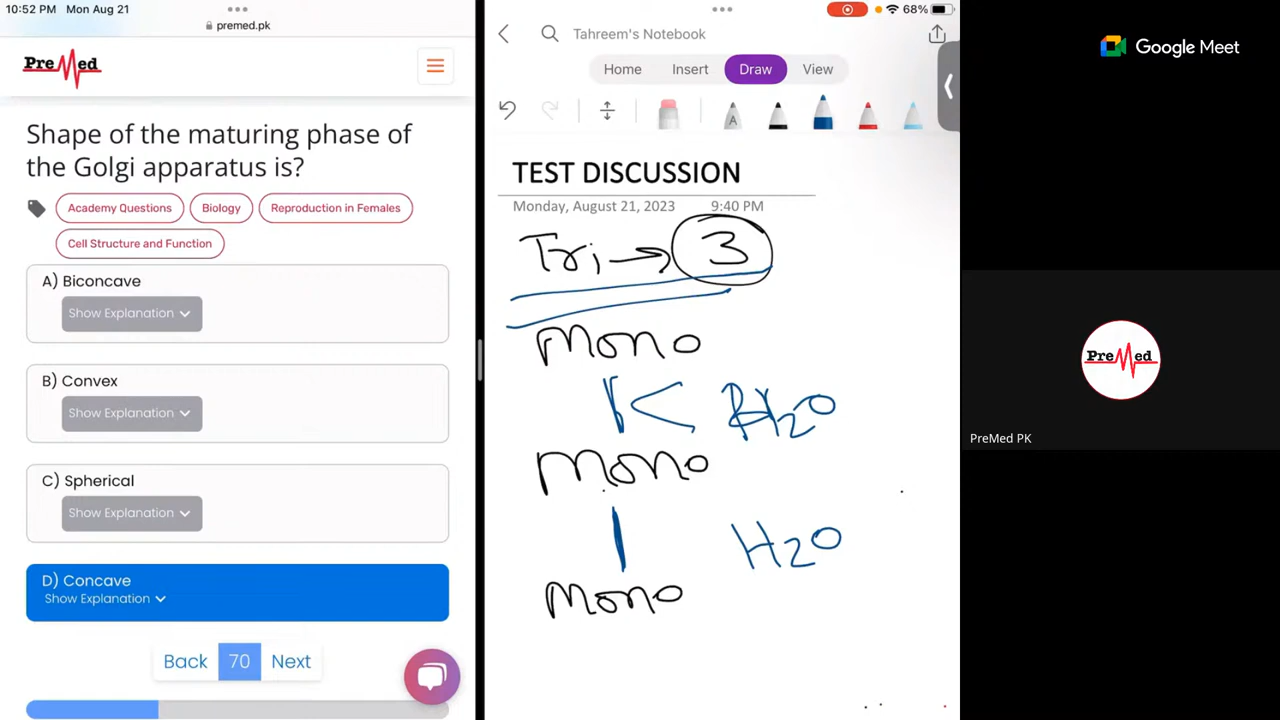 10:52 PM Mon Aug 21
premed.pk
PreMed
Shape of the maturing phase of
the Golgi apparatus is?
Academy Questions
Biology
Reproduction in Females
Cell Structure and Function
A) Biconcave
Show Explanation
B) Convex
Show Explanation
C) Spherical
Show Explanation
D) Concave
Show Explanation
Back 70 Next
68%
Tahreem's Notebook
Home Insert Draw View
A
TEST DISCUSSION
Monday, August 21, 2023 9:40 PM
Tri → 3
Mono
H2O
Mono
H2O
Mono
Google Meet
PreMed
PreMed PK